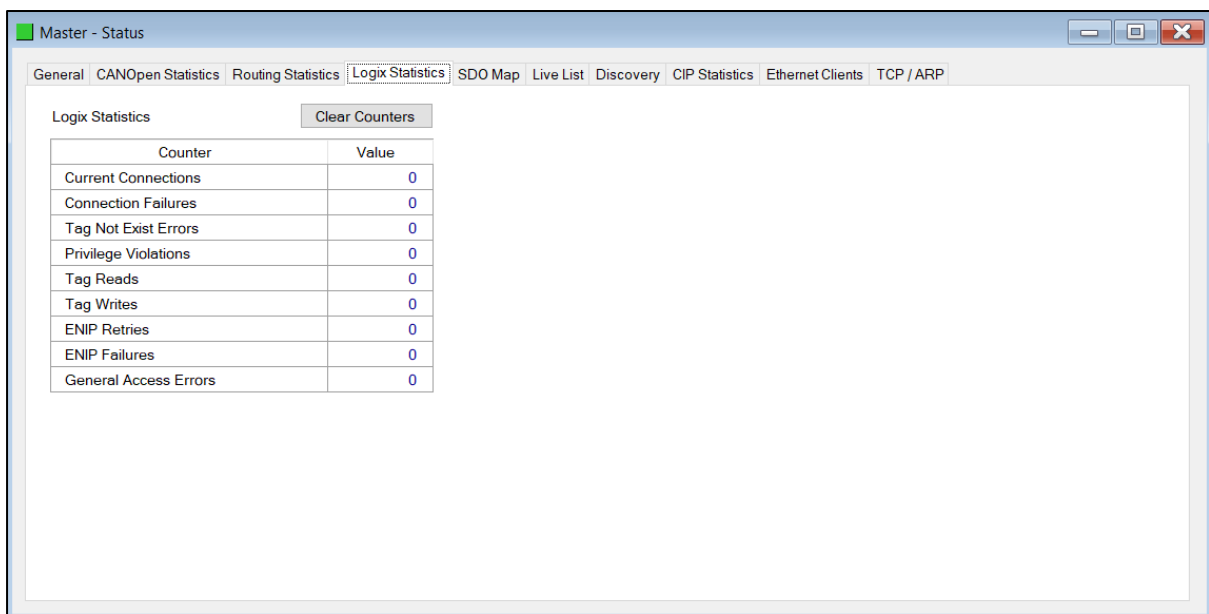 Master - Status
General CANOpen Statistics Routing Statistics Logix Statistics SDO Map Live List Discovery CIP Statistics Ethernet Clients TCP / ARP
Logix Statistics Clear Counters
Counter Value
Current Connections 0
Connection Failures 0
Tag Not Exist Errors 0
Privilege Violations 0
Tag Reads 0
Tag Writes 0
ENIP Retries 0
ENIP Failures 0
General Access Errors 0